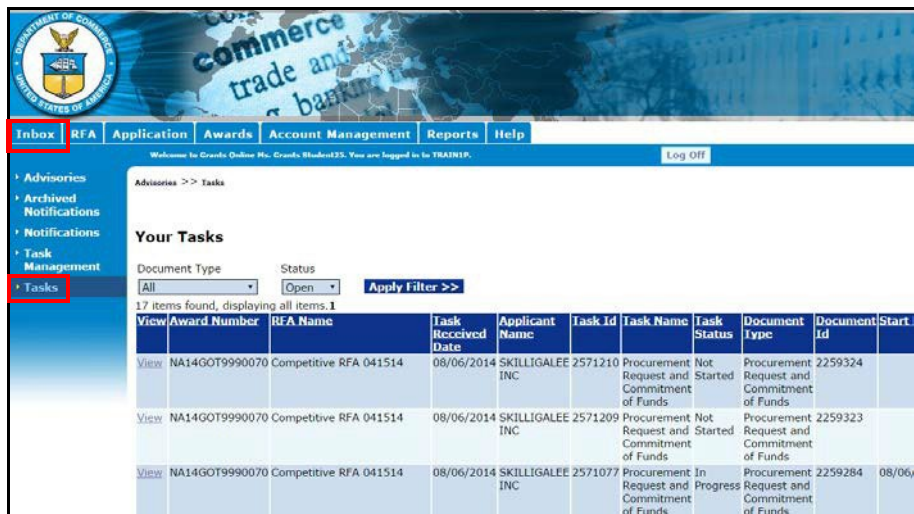 DEPARTMENT OF COMMERCE
UNITED STATES OF AMERICA
commerce
trade and
banking
Inbox RFA Application Awards Account Management Reports Help
Welcome to Grants Online Ms. Grants Student25. You are logged in to TRAIN1P. Log Off
Advisories
Archived
Notifications
Notifications
Task
Management
Tasks
Advisories >> Tasks
Your Tasks
Document Type Status
All Open Apply Filter >>
17 items found, displaying all items.1
View Award Number RFA Name Task Received Date Applicant Name Task Id Task Name Task Status Document Type Document Id Start
View NA14GOT9990070 Competitive RFA 041514 08/06/2014 SKILLIGALEE INC 2571210 Procurement Request and Commitment of Funds Not Started Procurement Request and Commitment of Funds 2259324
View NA14GOT9990070 Competitive RFA 041514 08/06/2014 SKILLIGALEE INC 2571209 Procurement Request and Commitment of Funds Not Started Procurement Request and Commitment of Funds 2259323
View NA14GOT9990070 Competitive RFA 041514 08/06/2014 SKILLIGALEE INC 2571077 Procurement Request and Commitment of Funds In Progress Procurement Request and Commitment of Funds 2259284 08/06/